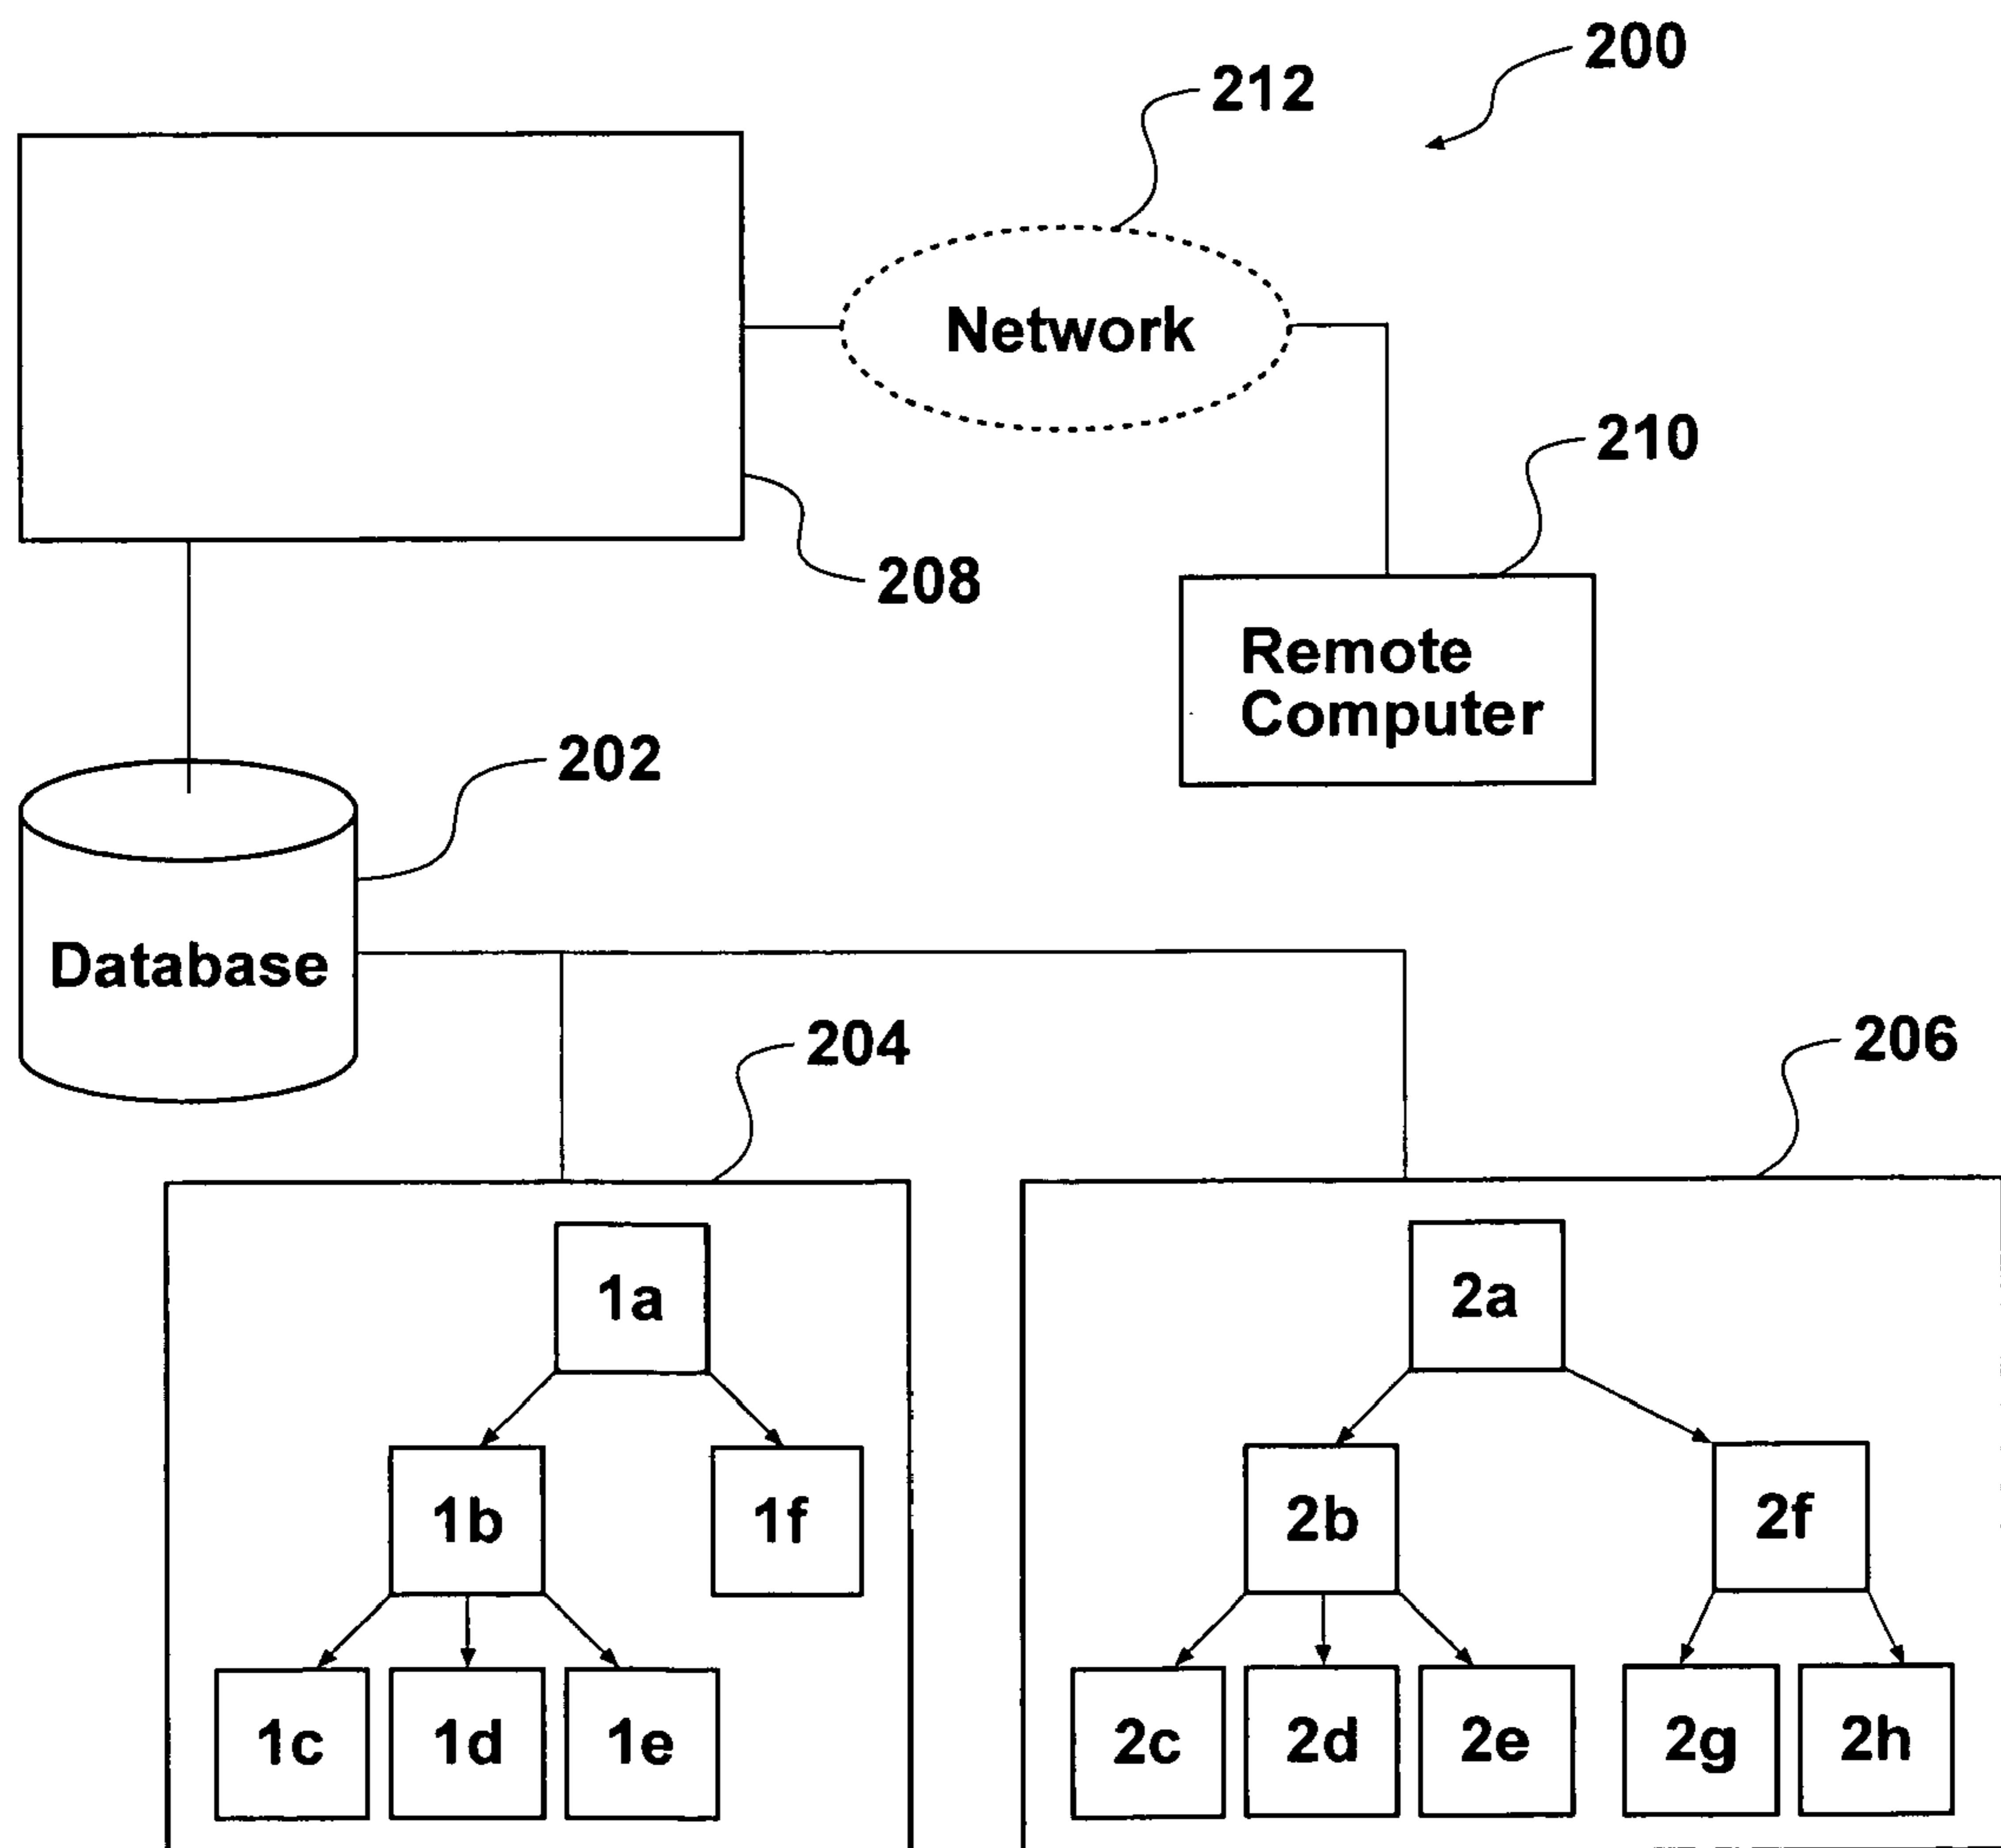 200
212
Network
210
208
Remote
Computer
202
Database
204
206
1a
2a
1b
1f
2b
2f
1c
1d
1e
2c
2d
2e
2g
2h